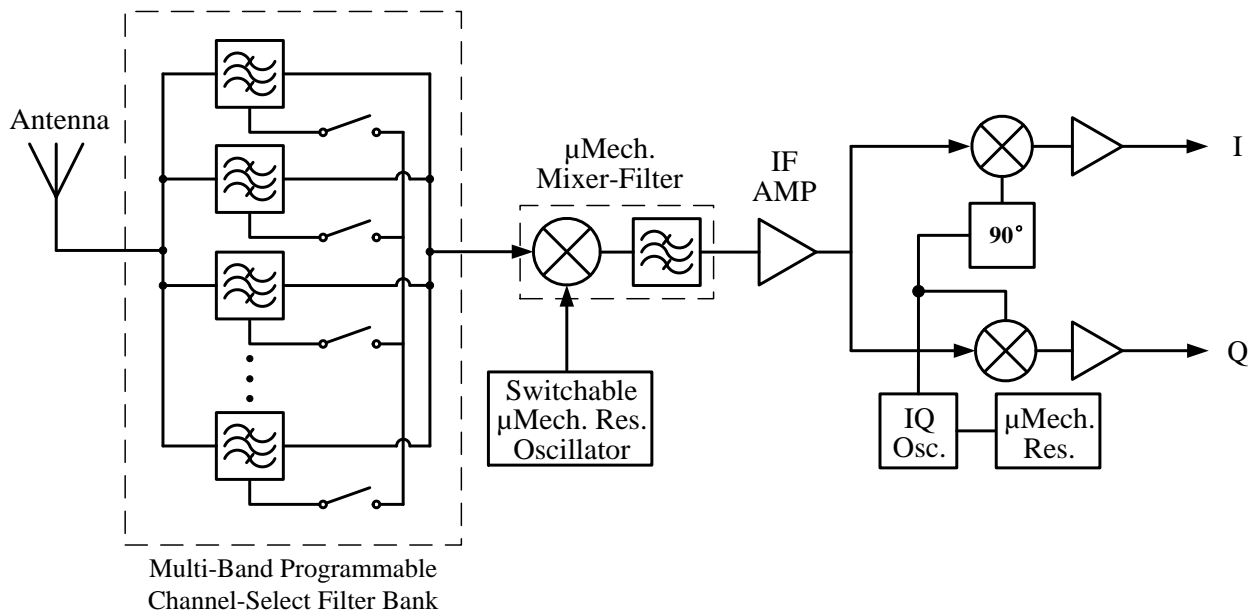 Antenna
Multi-Band Programmable
Channel-Select Filter Bank
µMech.
Mixer-Filter
Switchable
µMech. Res.
Oscillator
IF
AMP
90°
I
Q
IQ
Osc.
µMech.
Res.